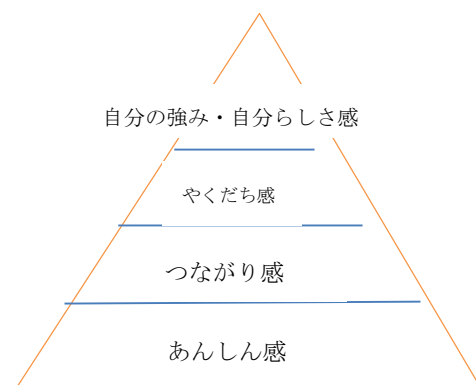 自分の強み・自分らしさ感
やくだち感
つながり感
あんしん感